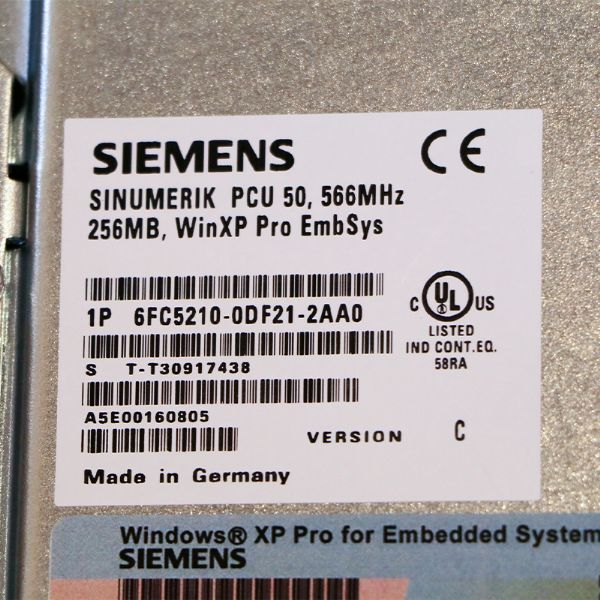 SIEMENS
CE
SINUMERIK PCU 50, 566MHz
256MB, WinXP Pro EmbSys
1P 6FC5210-0DF21-2AA0
C UL US
LISTED
IND CONT.EQ.
58RA
S T-T30917438
A5E00160805
VERSION C
Made in Germany
Windows® XP Pro for Embedded System
SIEMENS